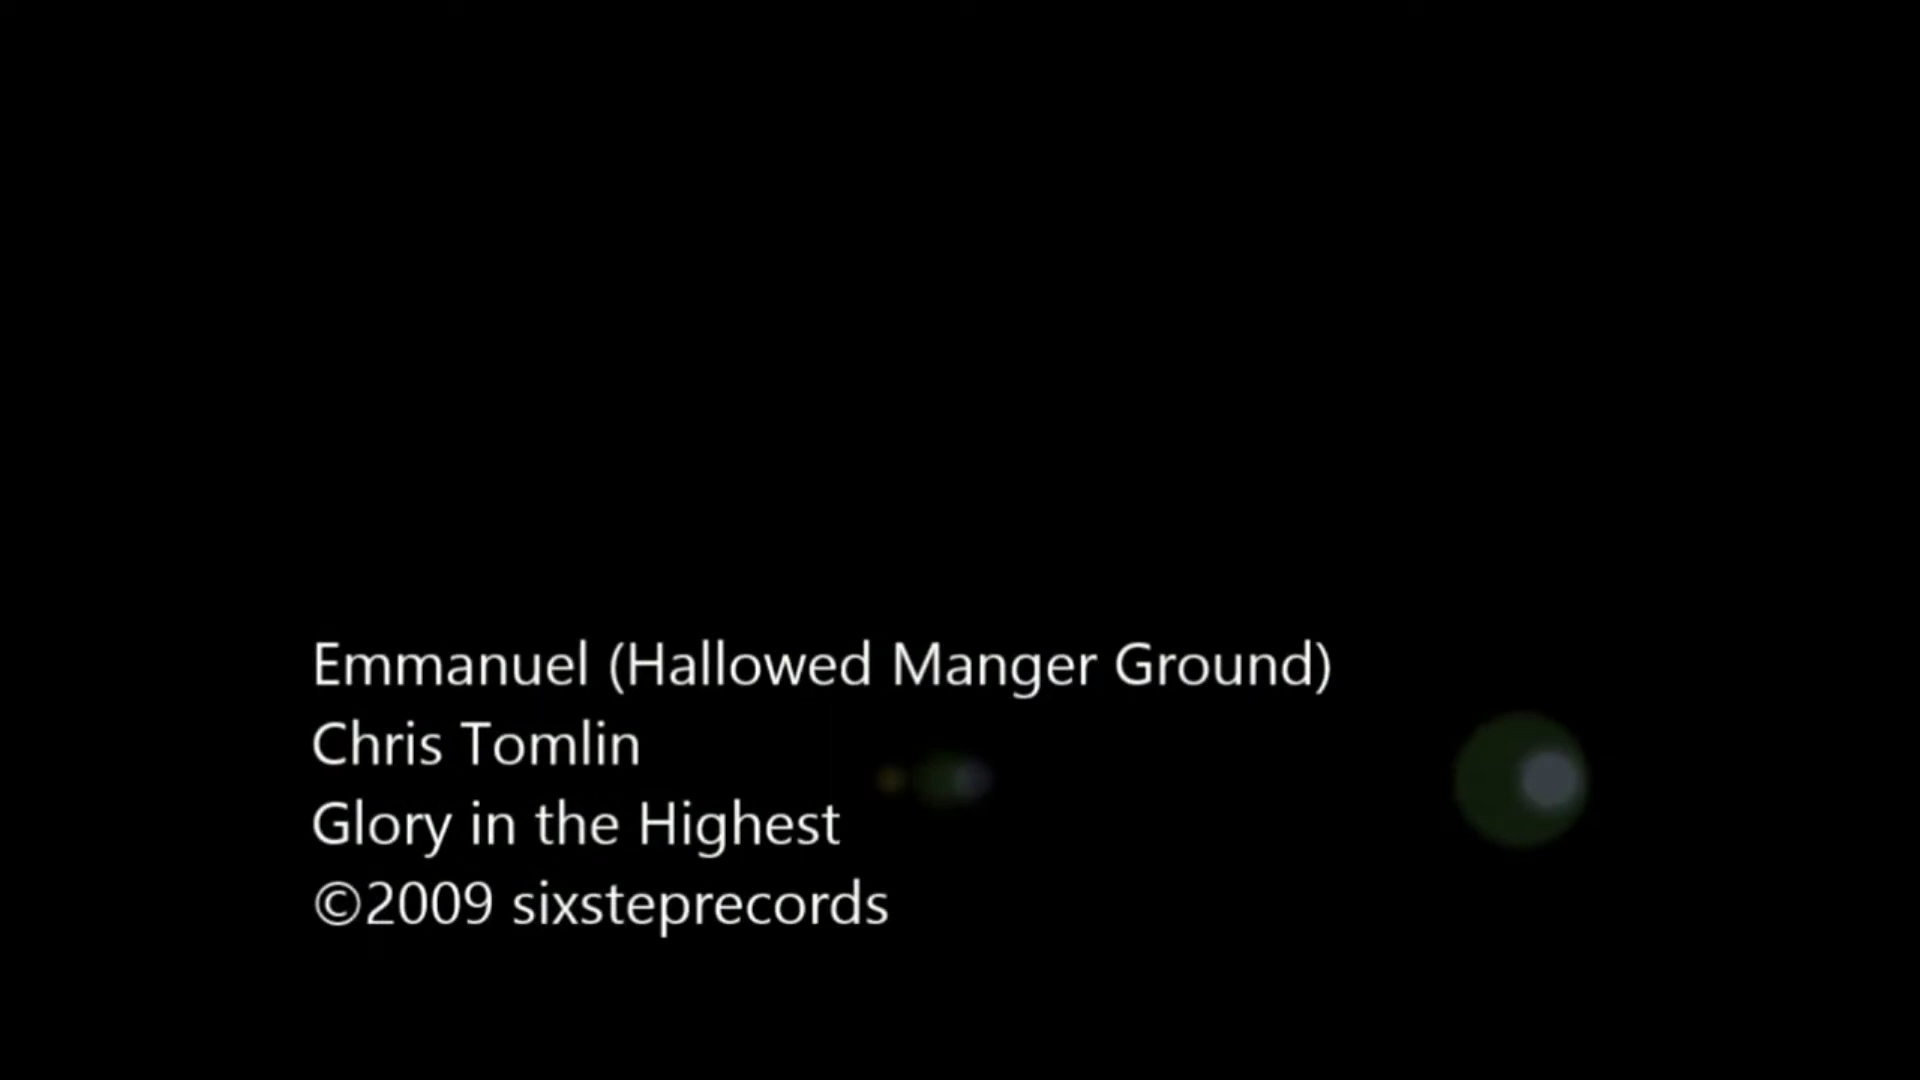 Emmanuel (Hallowed Manger Ground)
Chris Tomlin
Glory in the Highest
©2009 sixsteprecords